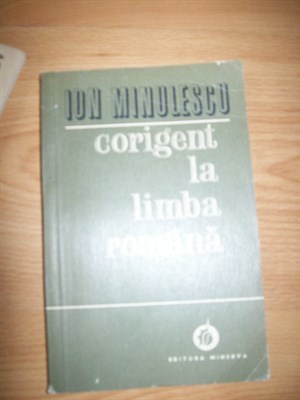 ION MINULESCU
corigent
la
limba
română
EDITURA MINERVA